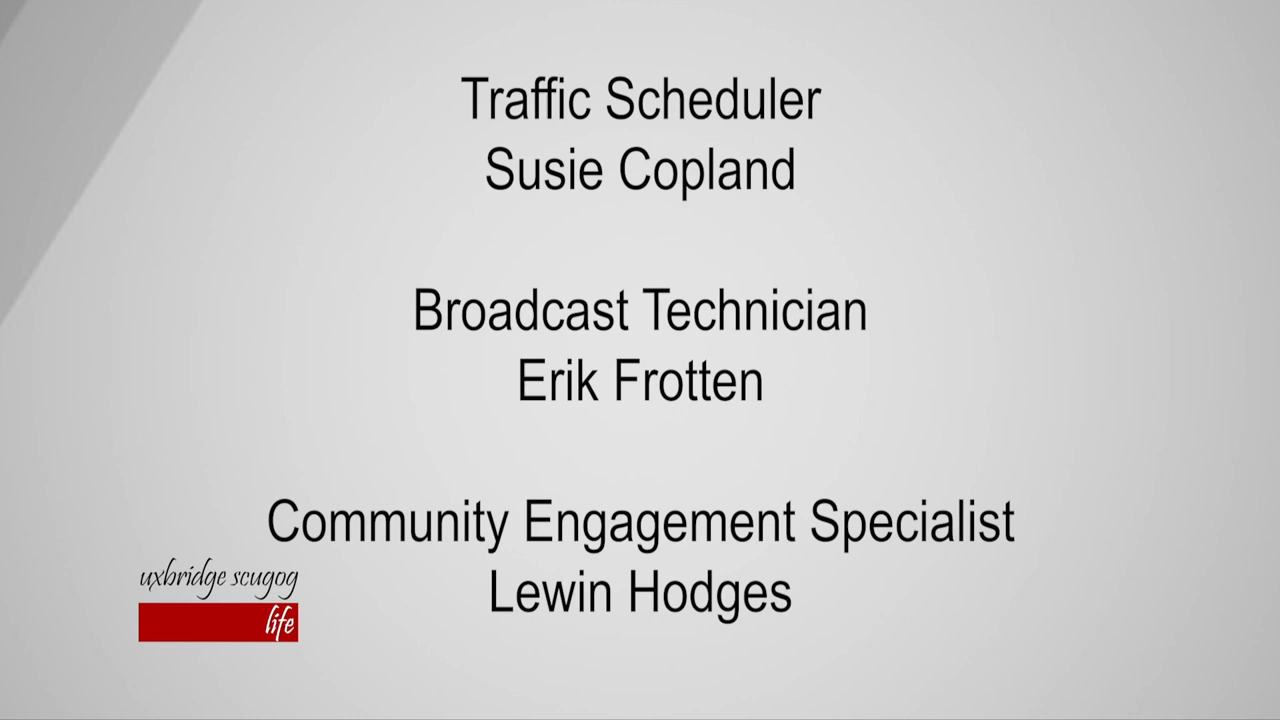 Traffic Scheduler
Susie Copland
Broadcast Technician
Erik Frotten
Community Engagement Specialist
Lewin Hodges
uxbridge scugog
life